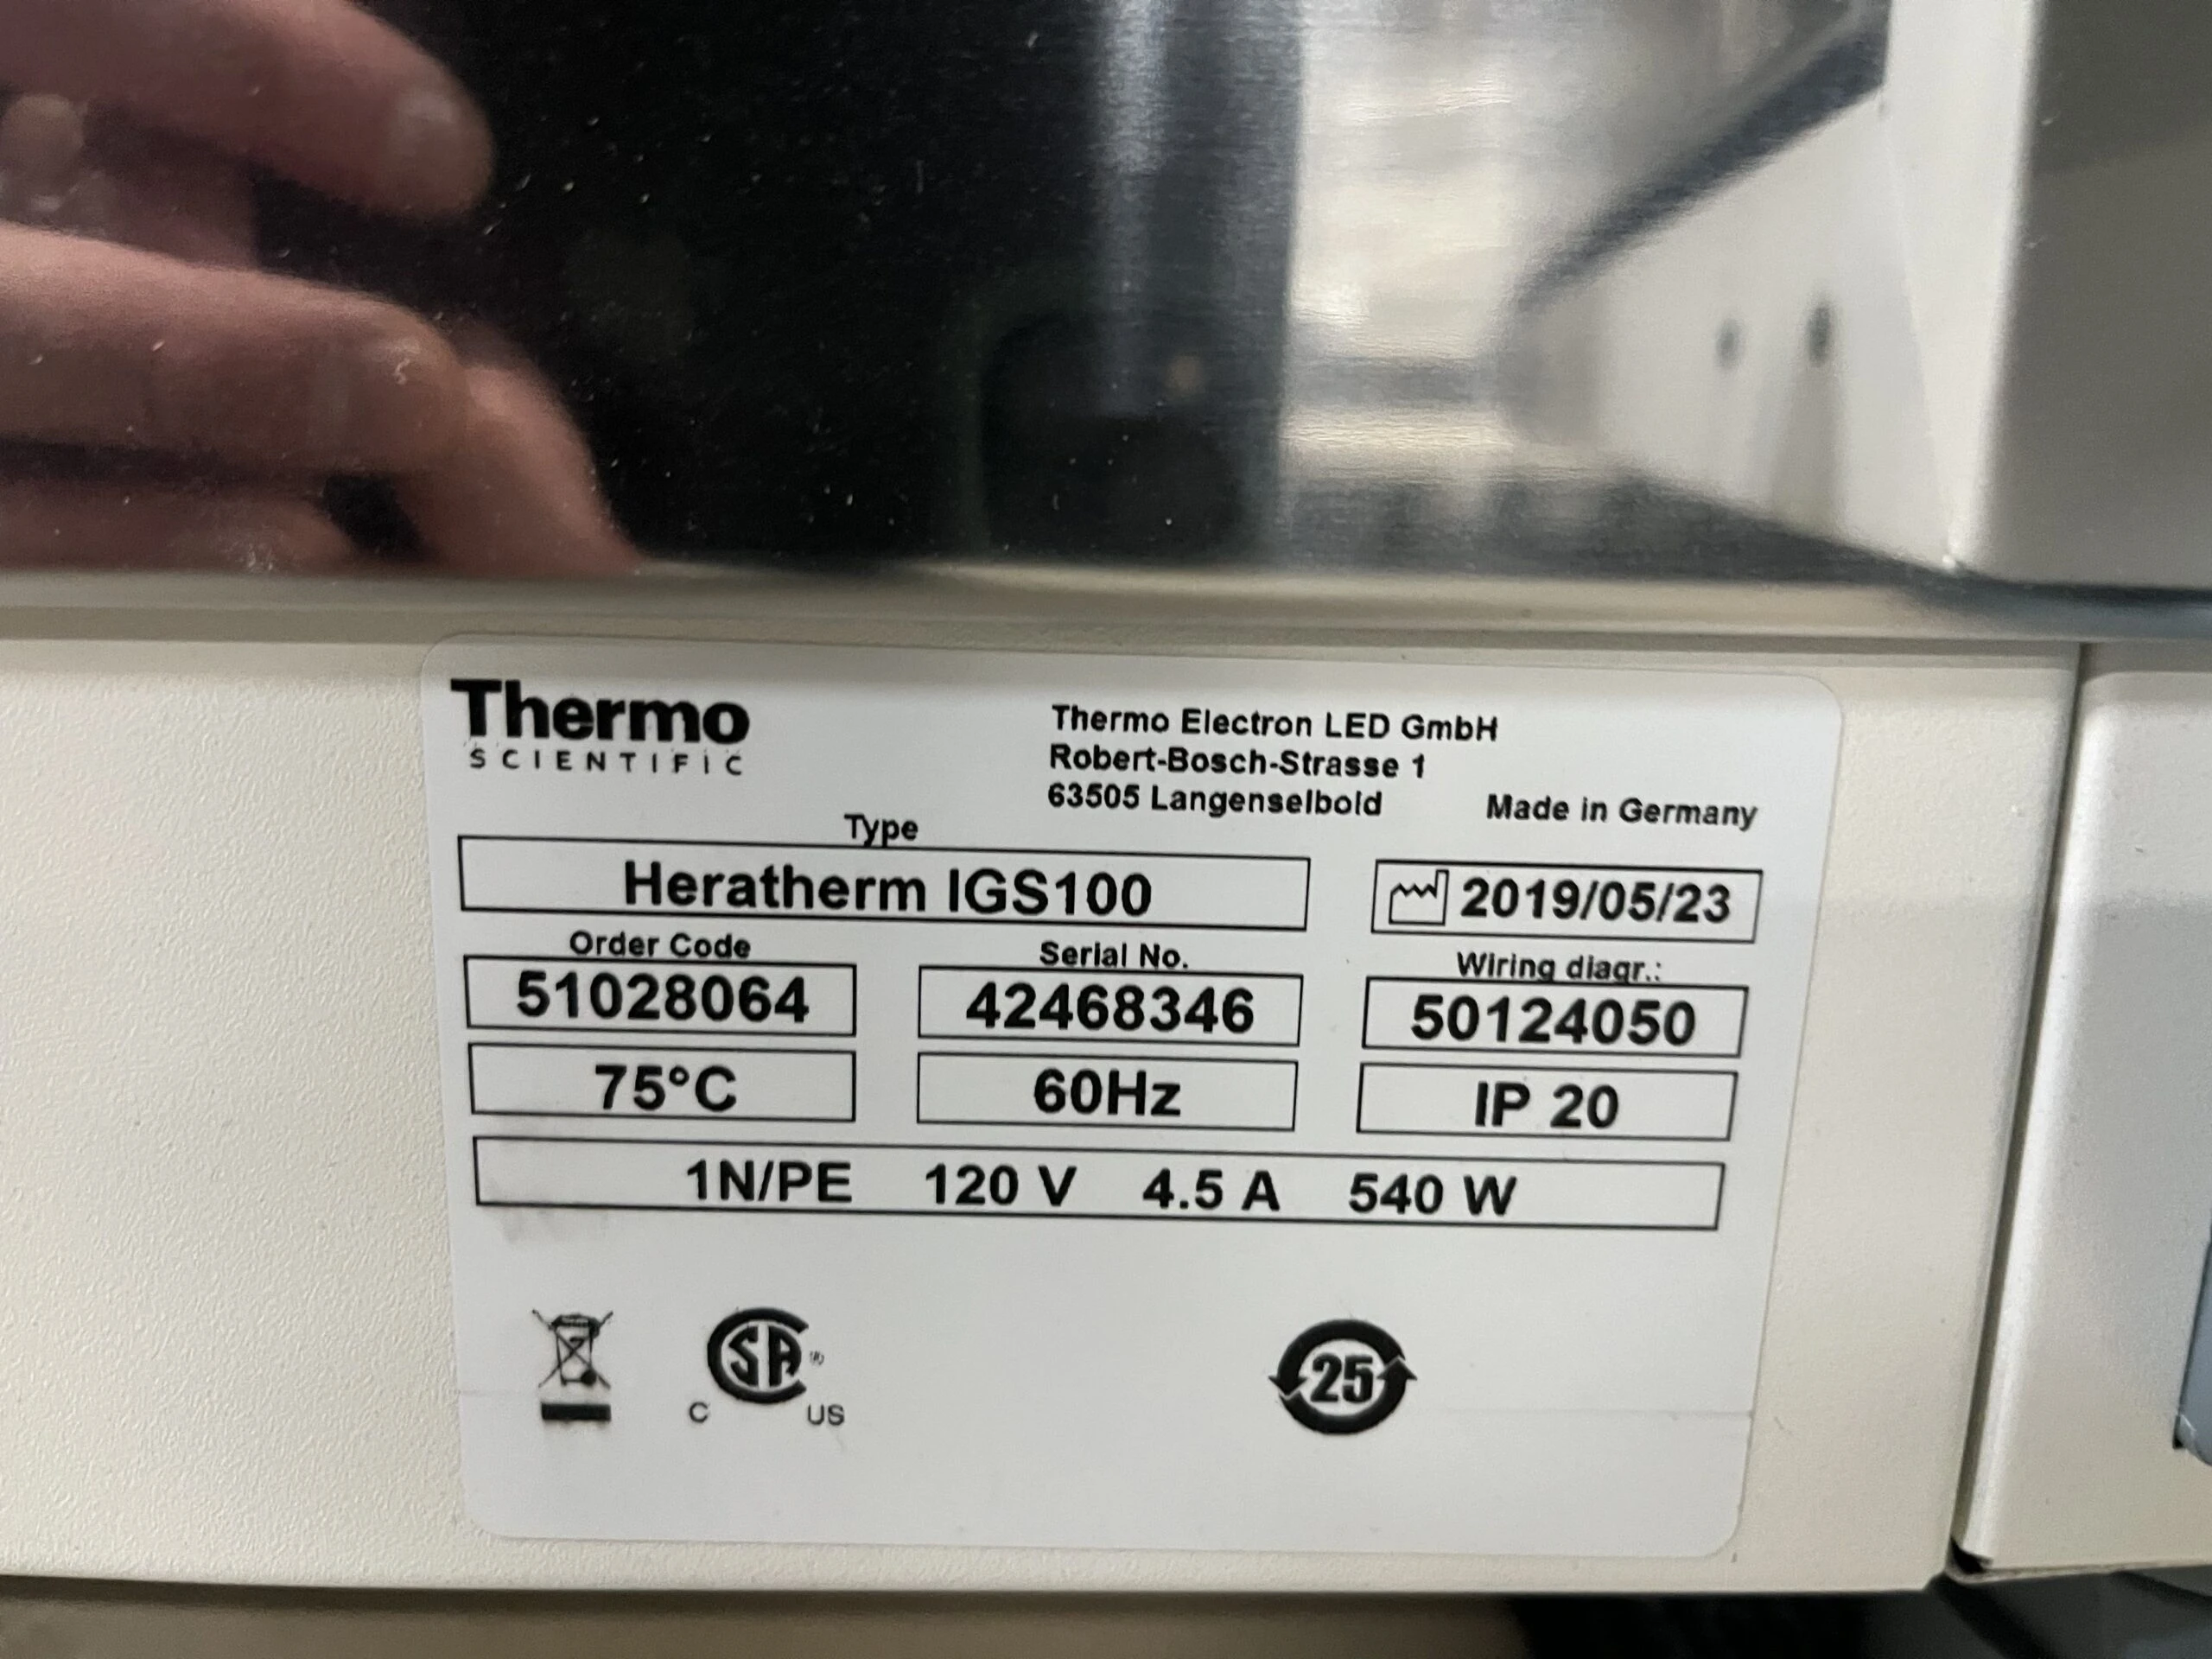 Thermo
SCIENTIFIC
Thermo Electron LED GmbH
Robert-Bosch-Strasse 1
63505 Langenselbold
Made in Germany
Type
Heratherm IGS100
2019/05/23
Order Code
Serial No.
Wiring diagr.:
51028064
42468346
50124050
75°C
60Hz
IP 20
1N/PE 120 V 4.5 A 540 W
SA ®
C US
25